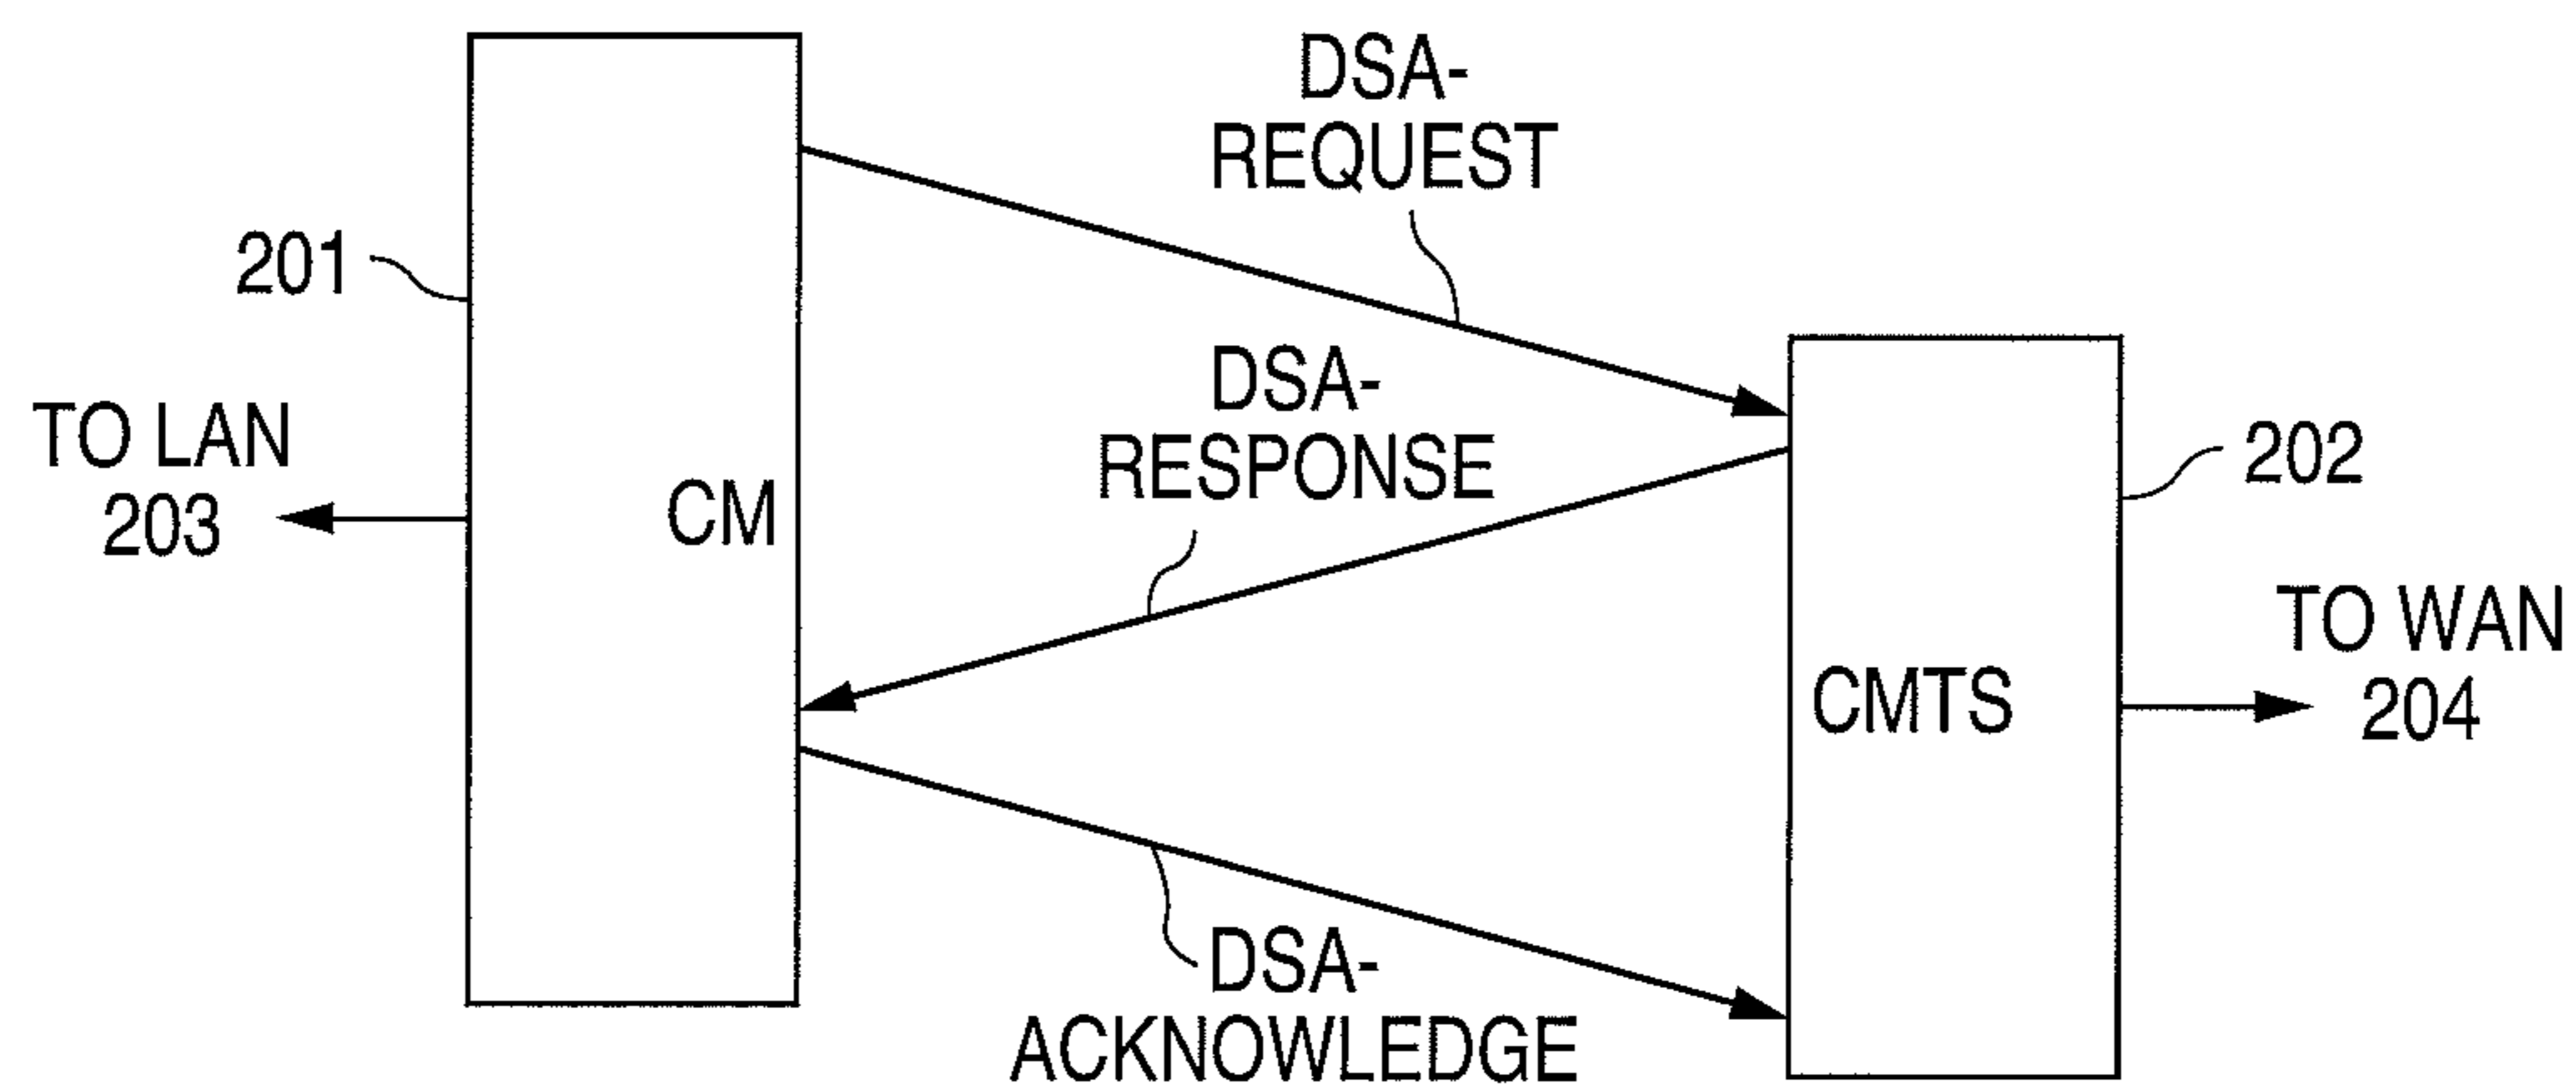 DSA-
REQUEST
201
DSA-
RESPONSE
TO LAN
203
CM
202
TO WAN
204
CMTS
DSA-
ACKNOWLEDGE